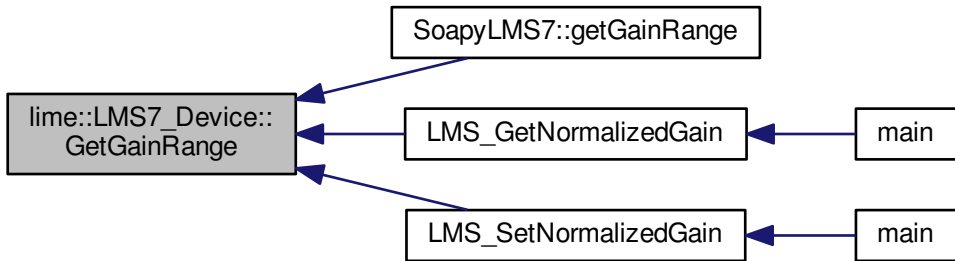 SoapyLMS7::getGainRange
lime::LMS7_Device::
GetGainRange
LMS_GetNormalizedGain
main
LMS_SetNormalizedGain
main